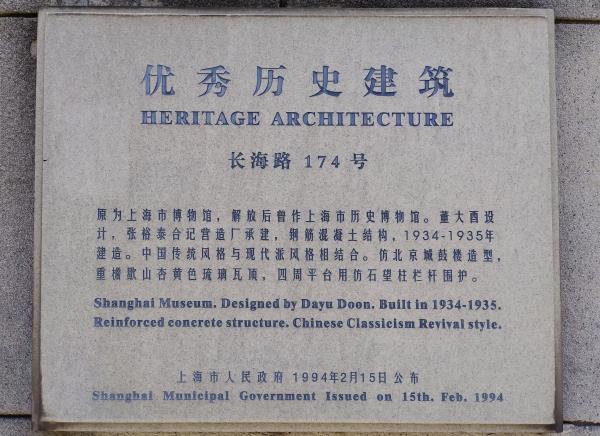 优秀历史建筑
HERITAGE ARCHITECTURE
长海路 174 号
原为上海市博物馆，解放后曾作上海市历史博物馆。董大酉设
计，张裕泰合记营造厂承建，钢筋混凝土结构，1934-1935年
建造。中国传统风格与现代派风格相结合。仿北京城鼓楼造型，
重檐歇山杏黄色琉璃瓦顶，四周平台用仿石望柱栏杆围护。
Shanghai Museum. Designed by Dayu Doon. Built in 1934-1935.
Reinforced concrete structure. Chinese Classicism Revival style.
上海市人民政府 1994年2月15日 公布
Shanghai Municipal Government Issued on 15th. Feb. 1994